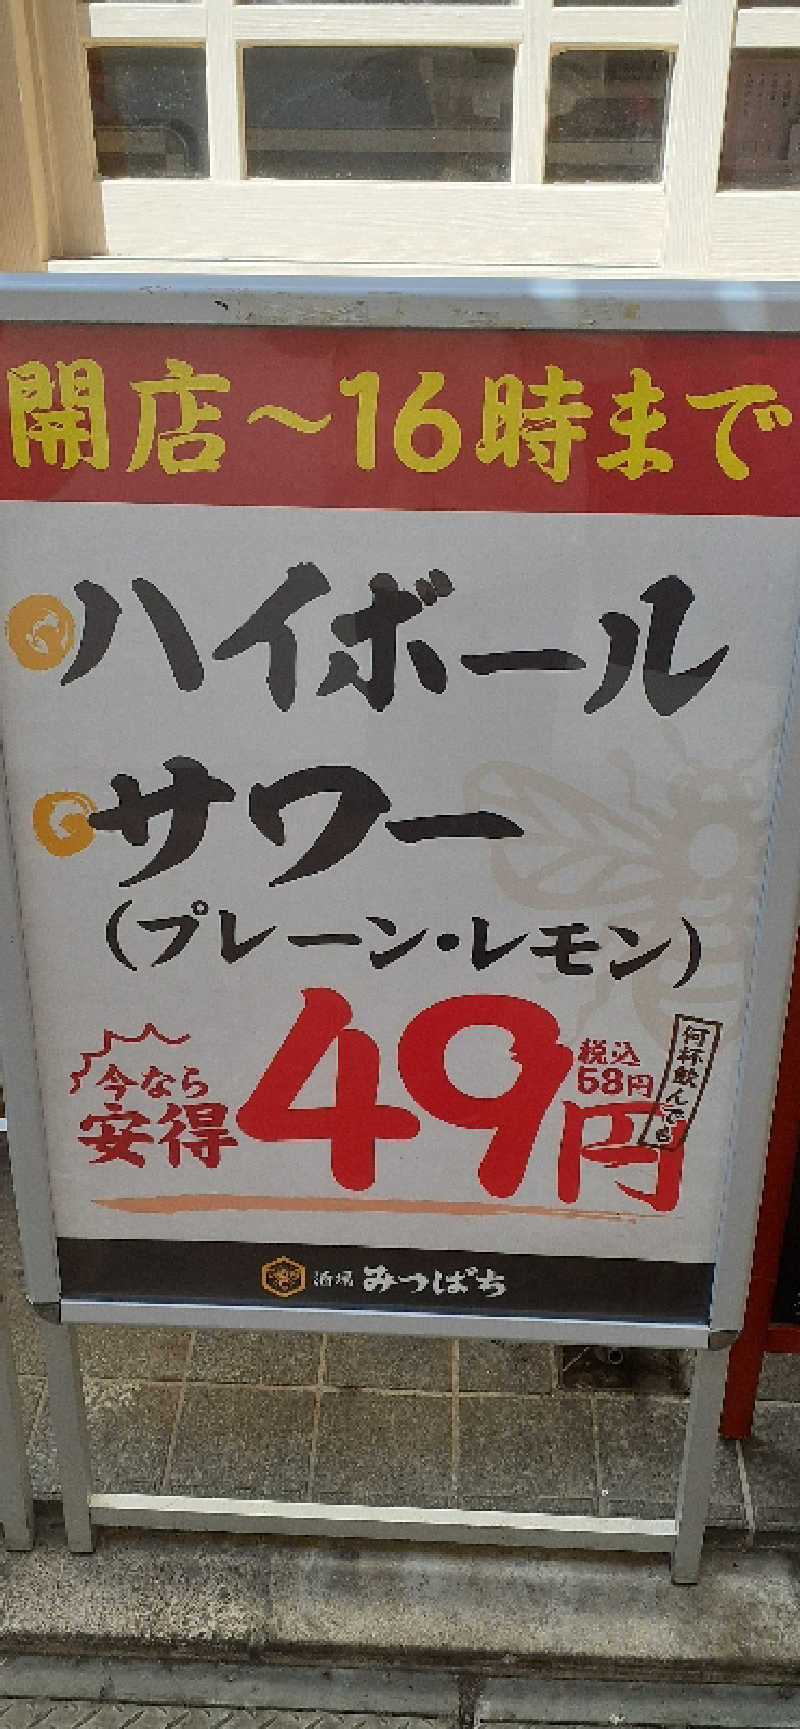 開店～16時まで
ハイボール
サワー
(プレーン・レモン)
今なら
安得
49円
税込
53円
何杯飲んでも
酒場 みつばち